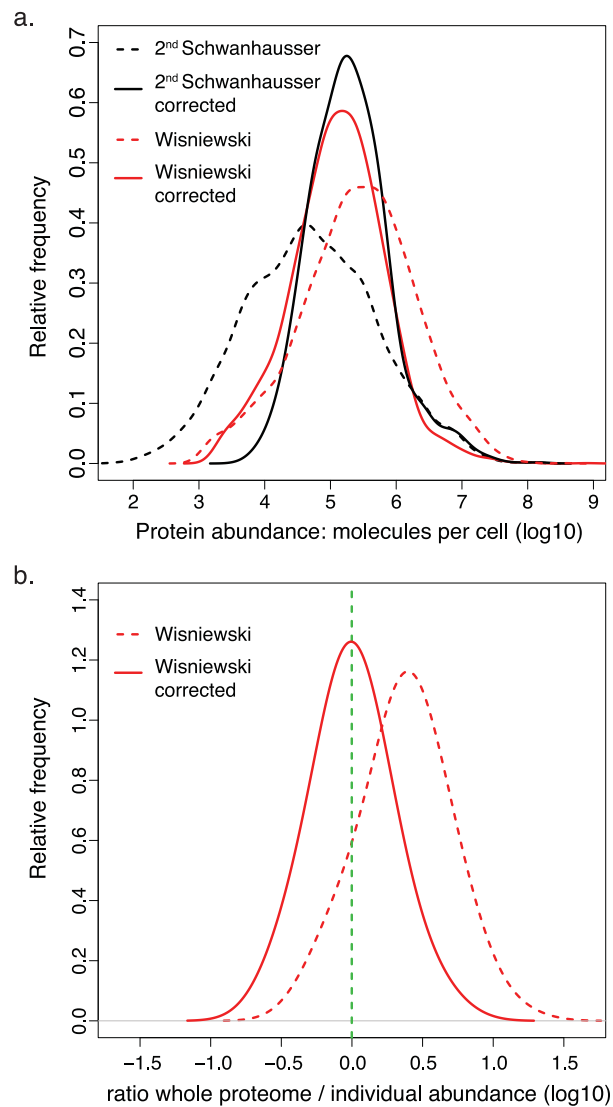 a.
0.7
0.6
0.5
0.4
0.3
0.2
0.1
0.0
Relative frequency
2nd Schwanhausser
2nd Schwanhausser
corrected
Wisniewski
Wisniewski
corrected
2 3 4 5 6 7 8 9
Protein abundance: molecules per cell (log10)
b.
1.4
1.2
1.0
0.8
0.6
0.4
0.2
0.0
Relative frequency
Wisniewski
Wisniewski
corrected
-1.5 -1.0 -0.5 0.0 0.5 1.0 1.5
ratio whole proteome / individual abundance (log10)